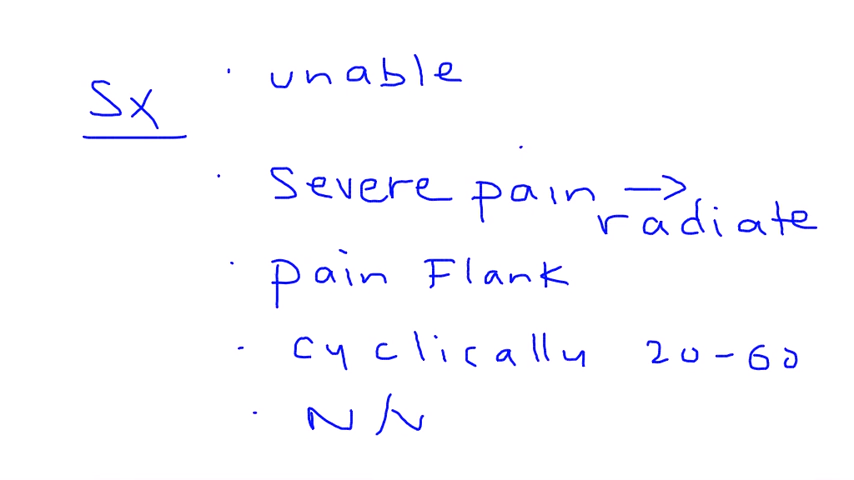 Sx
· unable
· Severe pain →
radiate
· pain Flank
· cyclically 20-60
· N/V